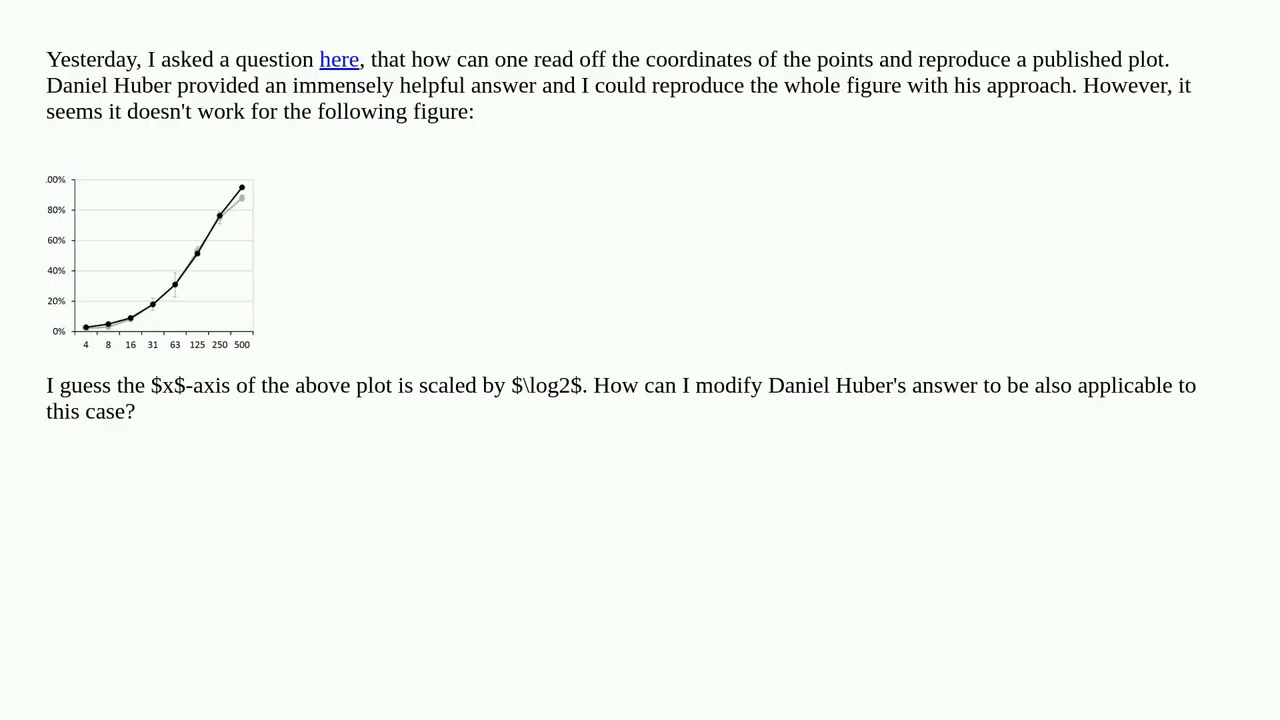 Yesterday, I asked a question here, that how can one read off the coordinates of the points and reproduce a published plot.
Daniel Huber provided an immensely helpful answer and I could reproduce the whole figure with his approach. However, it
seems it doesn't work for the following figure:
.00%
80%
60%
40%
20%
0%
4 8 16 31 63 125 250 500
I guess the $x$-axis of the above plot is scaled by $\log2$. How can I modify Daniel Huber's answer to be also applicable to
this case?